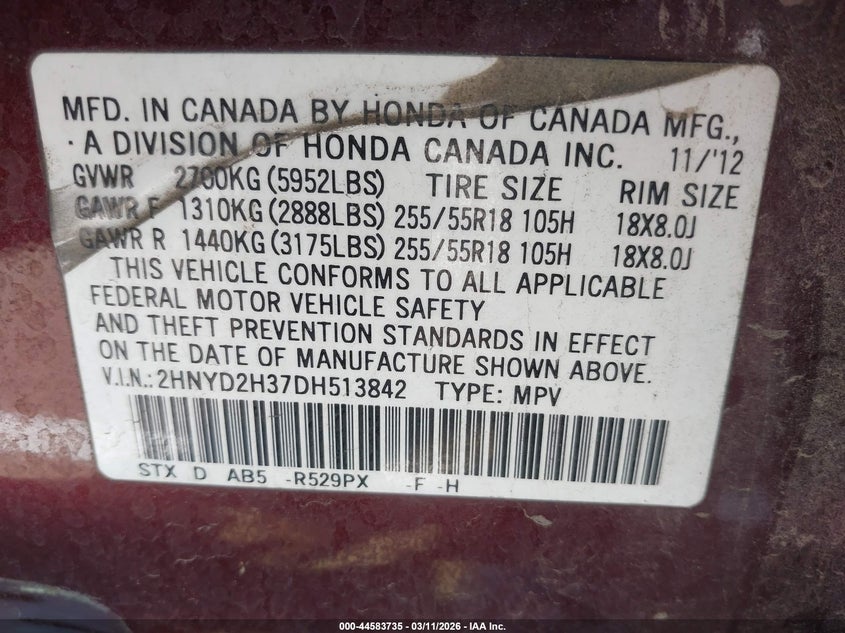 MFD. IN CANADA BY HONDA OF CANADA MFG.,
· A DIVISION OF HONDA CANADA INC. 11/'12
GVWR 2700KG (5952LBS) TIRE SIZE RIM SIZE
GAWR F 1310KG (2888LBS) 255/55R18 105H 18X8.0J
GAWR R 1440KG (3175LBS) 255/55R18 105H 18X8.0J
THIS VEHICLE CONFORMS TO ALL APPLICABLE
FEDERAL MOTOR VEHICLE SAFETY
AND THEFT PREVENTION STANDARDS IN EFFECT
ON THE DATE OF MANUFACTURE SHOWN ABOVE.
V.I.N.: 2HNYD2H37DH513842 TYPE: MPV
STX D AB5 -R529PX -F -H
000-44583735 - 03/11/2026 - IAA Inc.